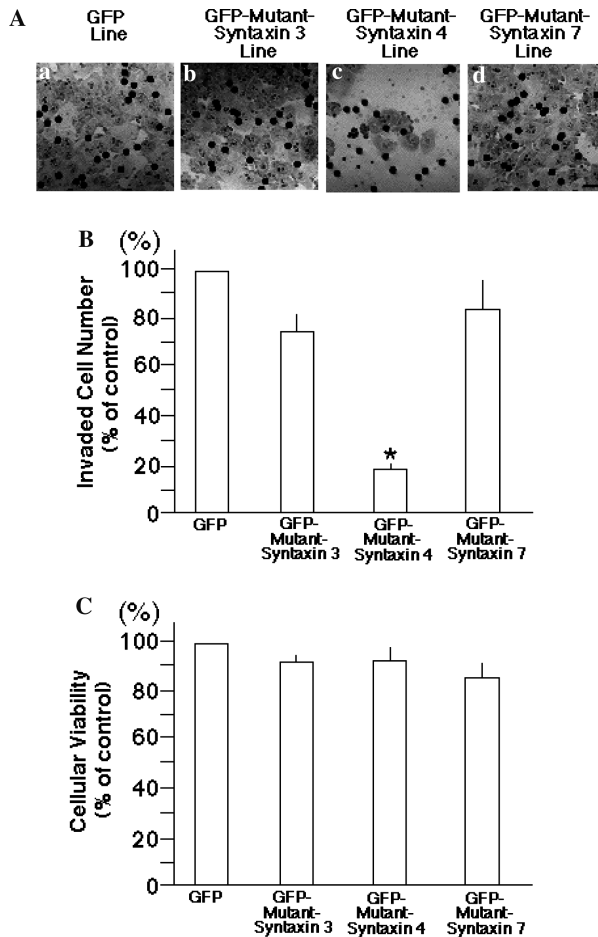 A
GFP
Line
GFP-Mutant-
Syntaxin 3
Line
GFP-Mutant-
Syntaxin 4
Line
GFP-Mutant-
Syntaxin 7
Line
a
b
c
d
B
(%)
Invaded Cell Number
(% of control)
100
80
60
40
20
0
*
GFP
GFP-
Mutant-
Syntaxin 3
GFP-
Mutant-
Syntaxin 4
GFP-
Mutant-
Syntaxin 7
C
(%)
Cellular Viability
(% of control)
100
80
60
40
20
0
GFP
GFP-
Mutant-
Syntaxin 3
GFP-
Mutant-
Syntaxin 4
GFP-
Mutant-
Syntaxin 7